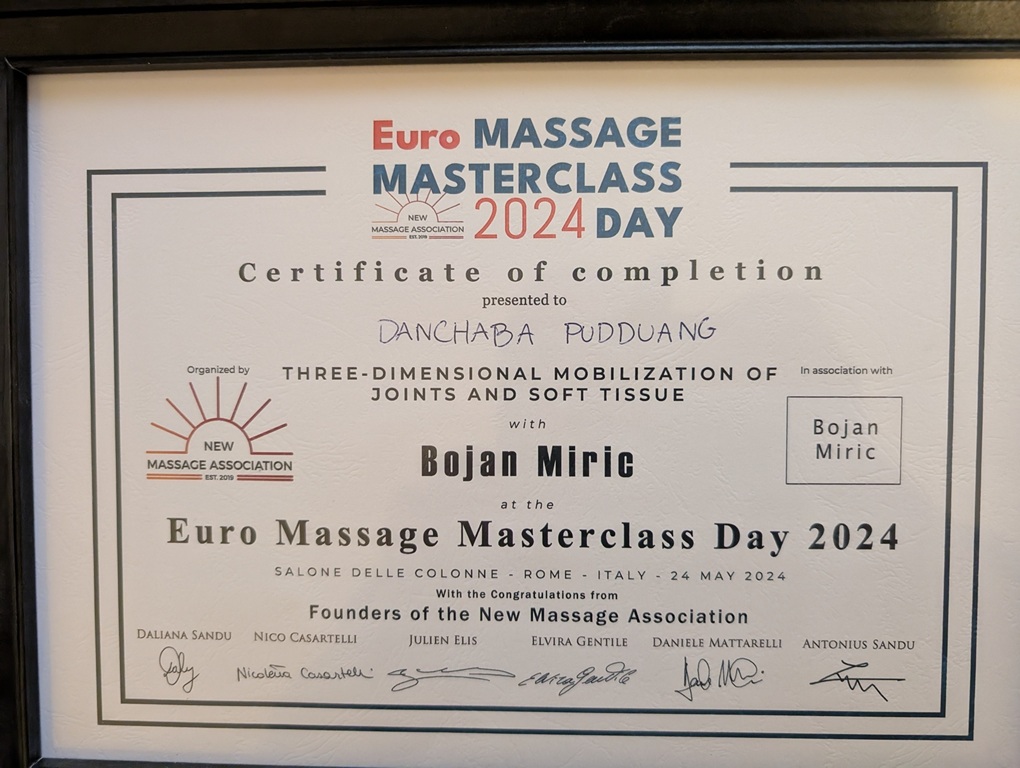 Euro MASSAGE
MASTERCLASS
2024 DAY
NEW
MASSAGE ASSOCIATION
EST. 2019
Certificate of completion
presented to
DANCHABA PUDDUANG
Organized by
NEW
MASSAGE ASSOCIATION
EST. 2019
THREE-DIMENSIONAL MOBILIZATION OF
JOINTS AND SOFT TISSUE
with
Bojan Miric
In association with
Bojan
Miric
at the
Euro Massage Masterclass Day 2024
SALONE DELLE COLONNE - ROME - ITALY - 24 MAY 2024
With the Congratulations from
Founders of the New Massage Association
DALIANA SANDU NICO CASARTELLI JULIEN ELIS ELVIRA GENTILE DANIELE MATTARELLI ANTONIUS SANDU